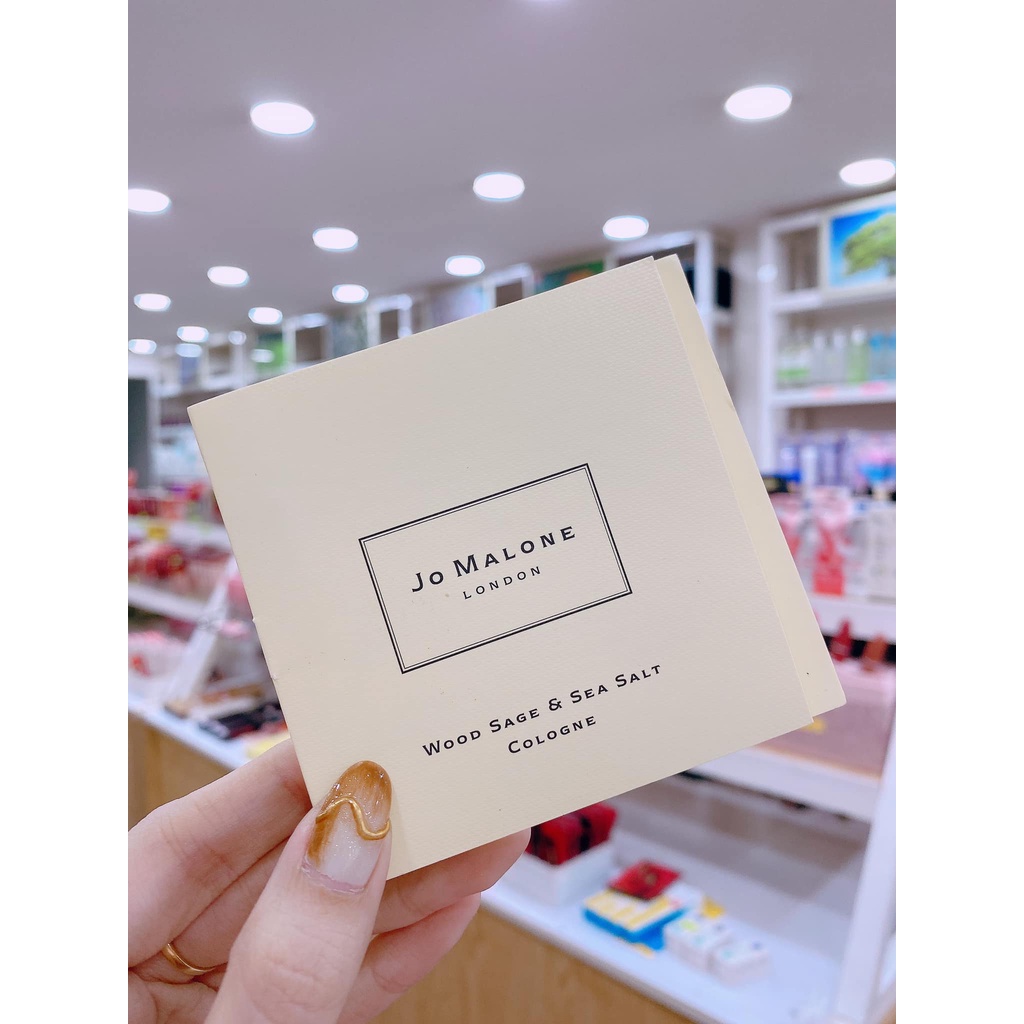 Jo Malone
LONDON
Wood Sage & Sea Salt
Cologne